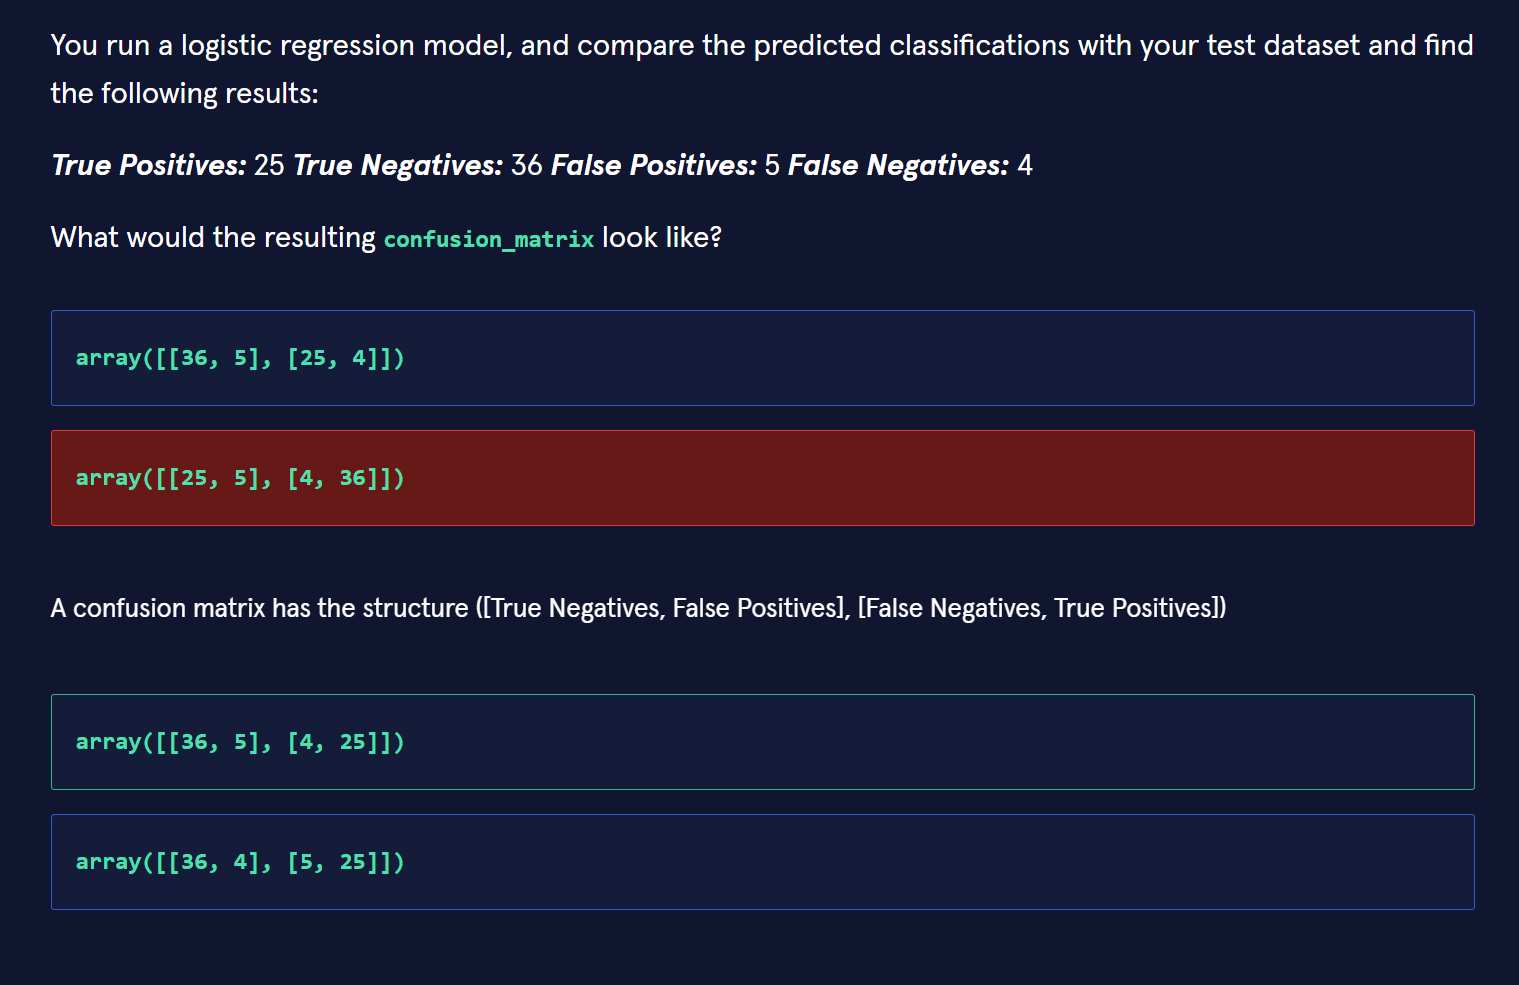 You run a logistic regression model, and compare the predicted classifications with your test dataset and find
the following results:
True Positives: 25 True Negatives: 36 False Positives: 5 False Negatives: 4
What would the resulting confusion_matrix look like?
array([[36, 5], [25, 4]])
array([[25, 5], [4, 36]])
A confusion matrix has the structure ([True Negatives, False Positives], [False Negatives, True Positives])
array([[36, 5], [4, 25]])
array([[36, 4], [5, 25]])